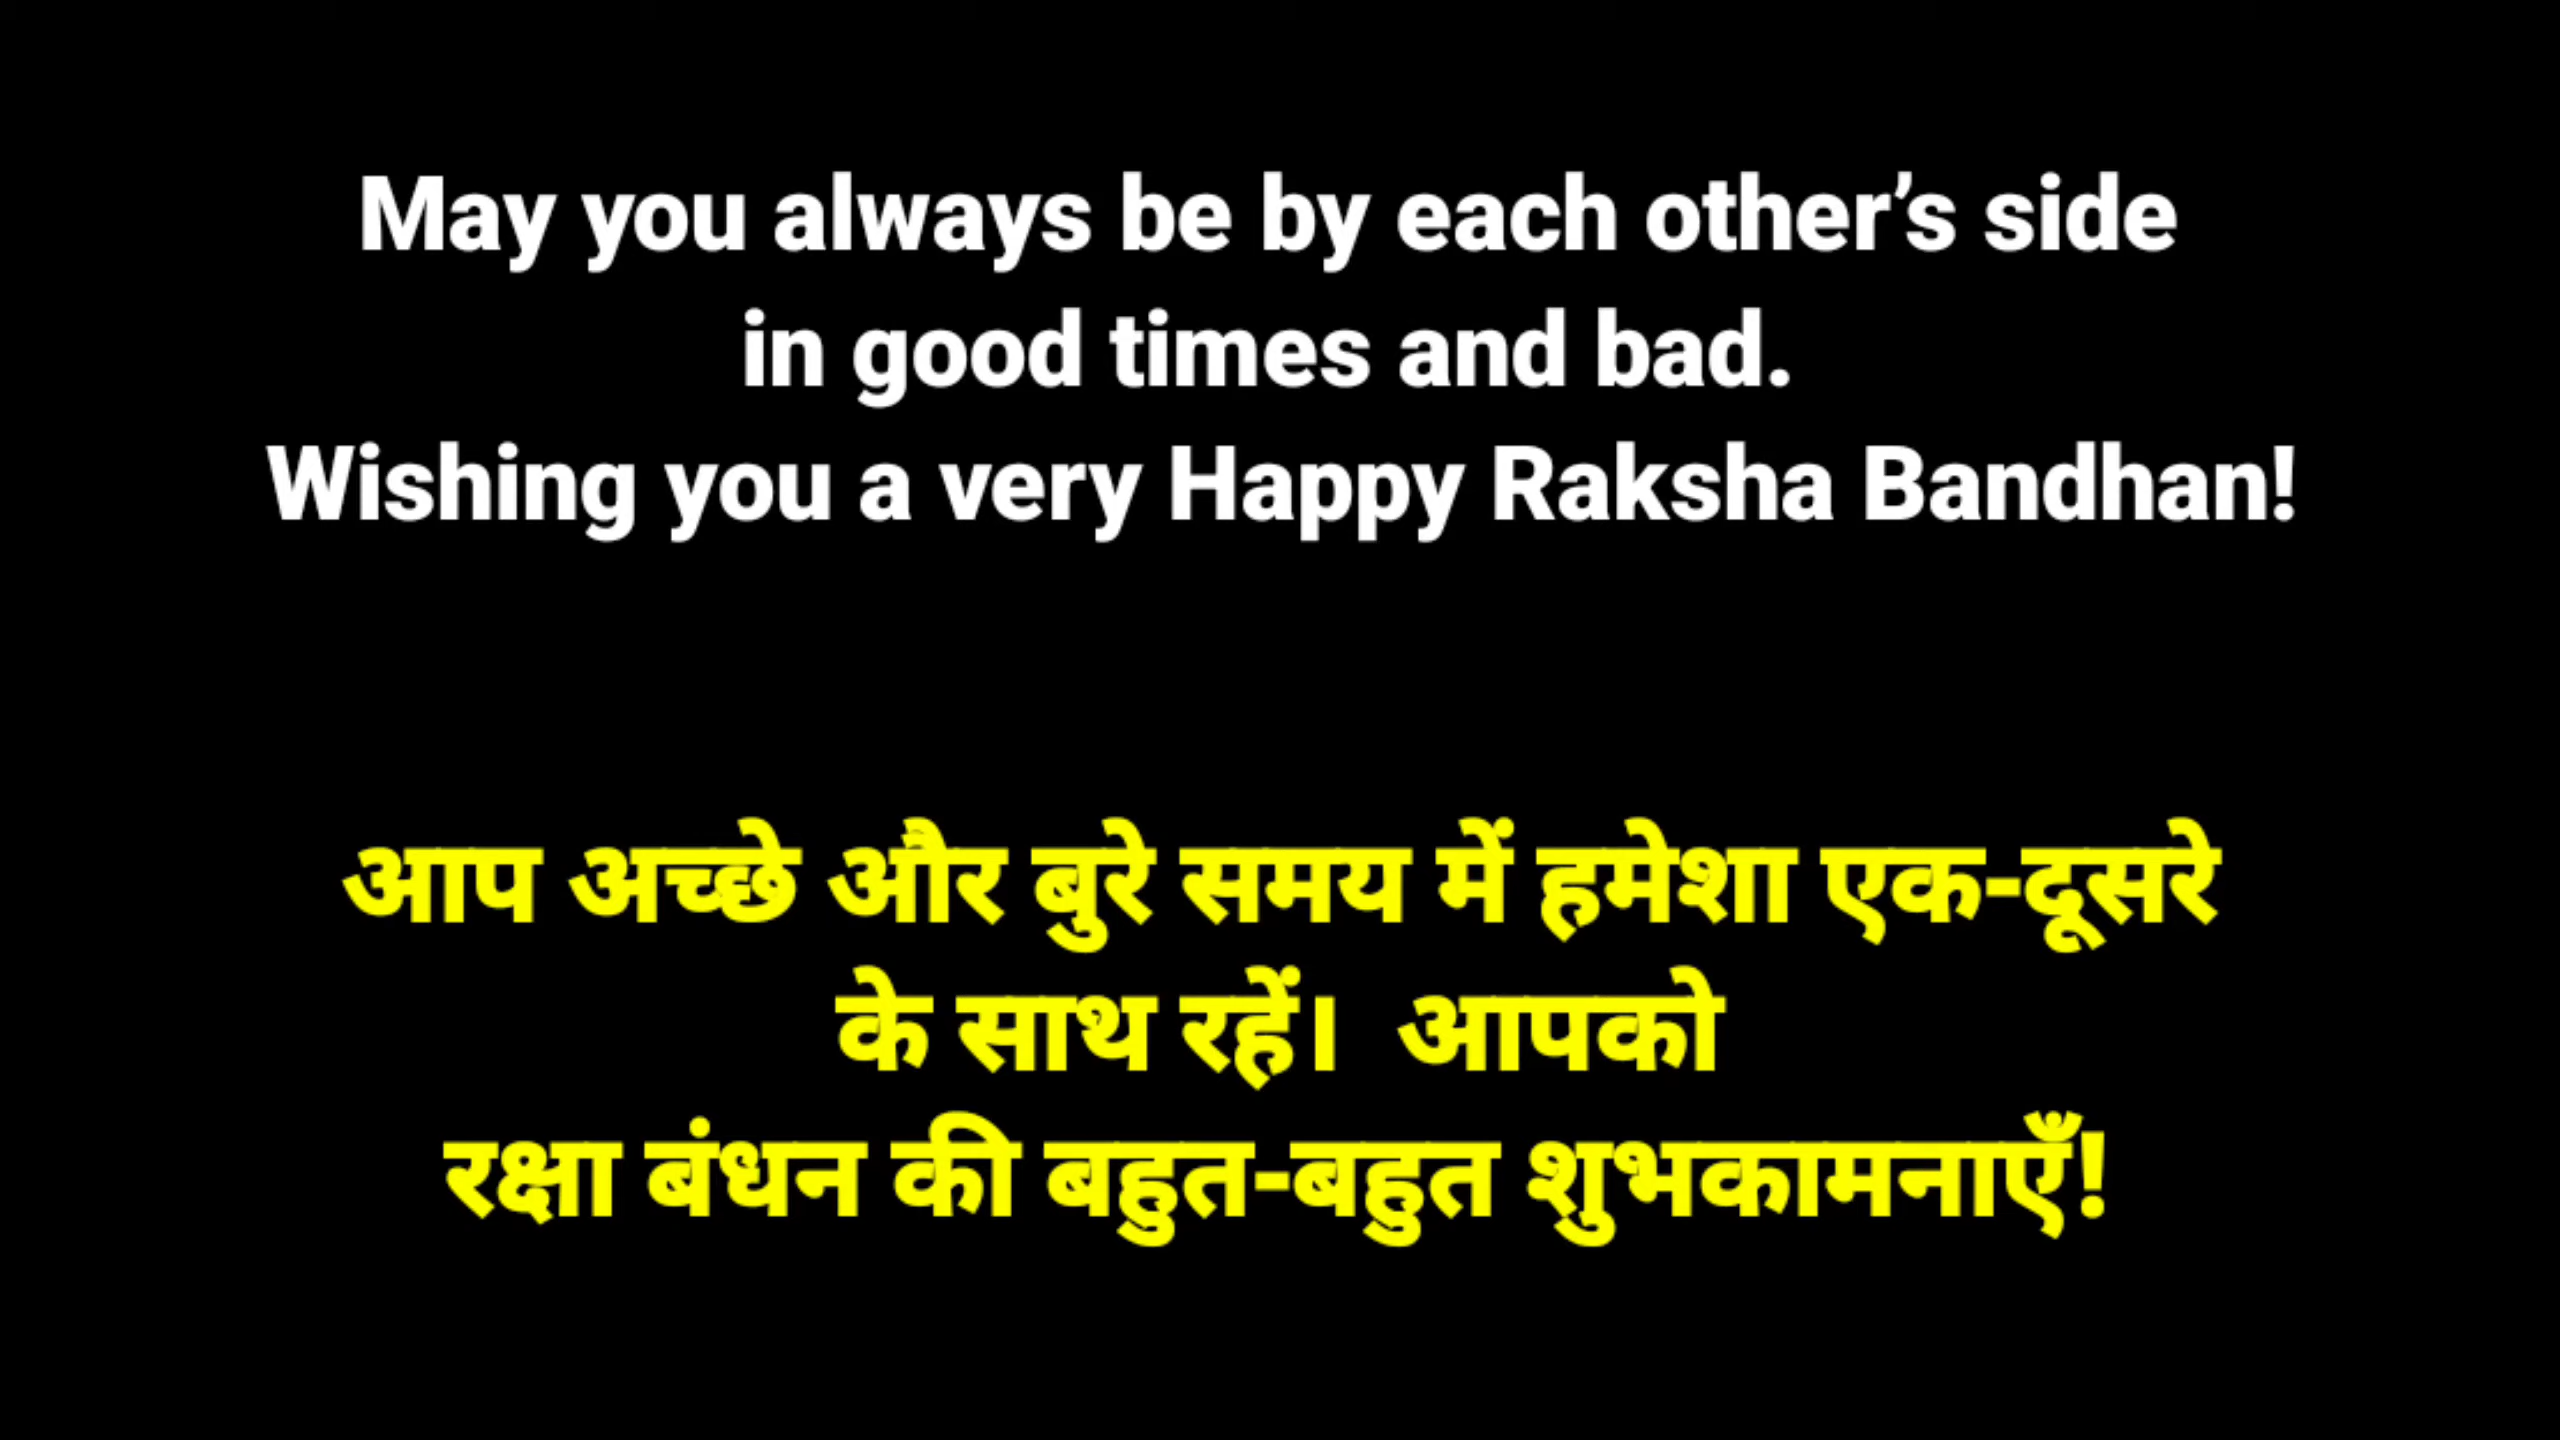 May you always be by each other’s side
in good times and bad.
Wishing you a very Happy Raksha Bandhan!
आप अच्छे और बुरे समय में हमेशा एक-दूसरे
के साथ रहें। आपको
रक्षा बंधन की बहुत-बहुत शुभकामनाएँ!